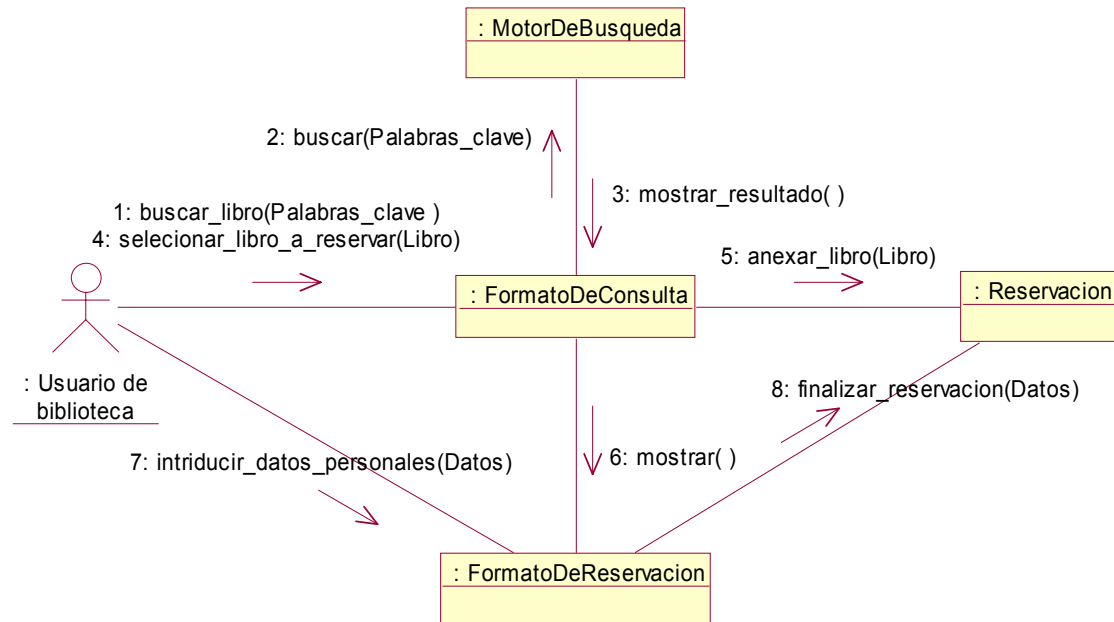 : MotorDeBusqueda
2: buscar(Palabras_clave)
3: mostrar_resultado( )
1: buscar_libro(Palabras_clave )
4: selecionar_libro_a_reservar(Libro)
5: anexar_libro(Libro)
: FormatoDeConsulta
: Reservacion
: Usuario de
biblioteca
8: finalizar_reservacion(Datos)
7: intriducir_datos_personales(Datos)
6: mostrar( )
: FormatoDeReservacion